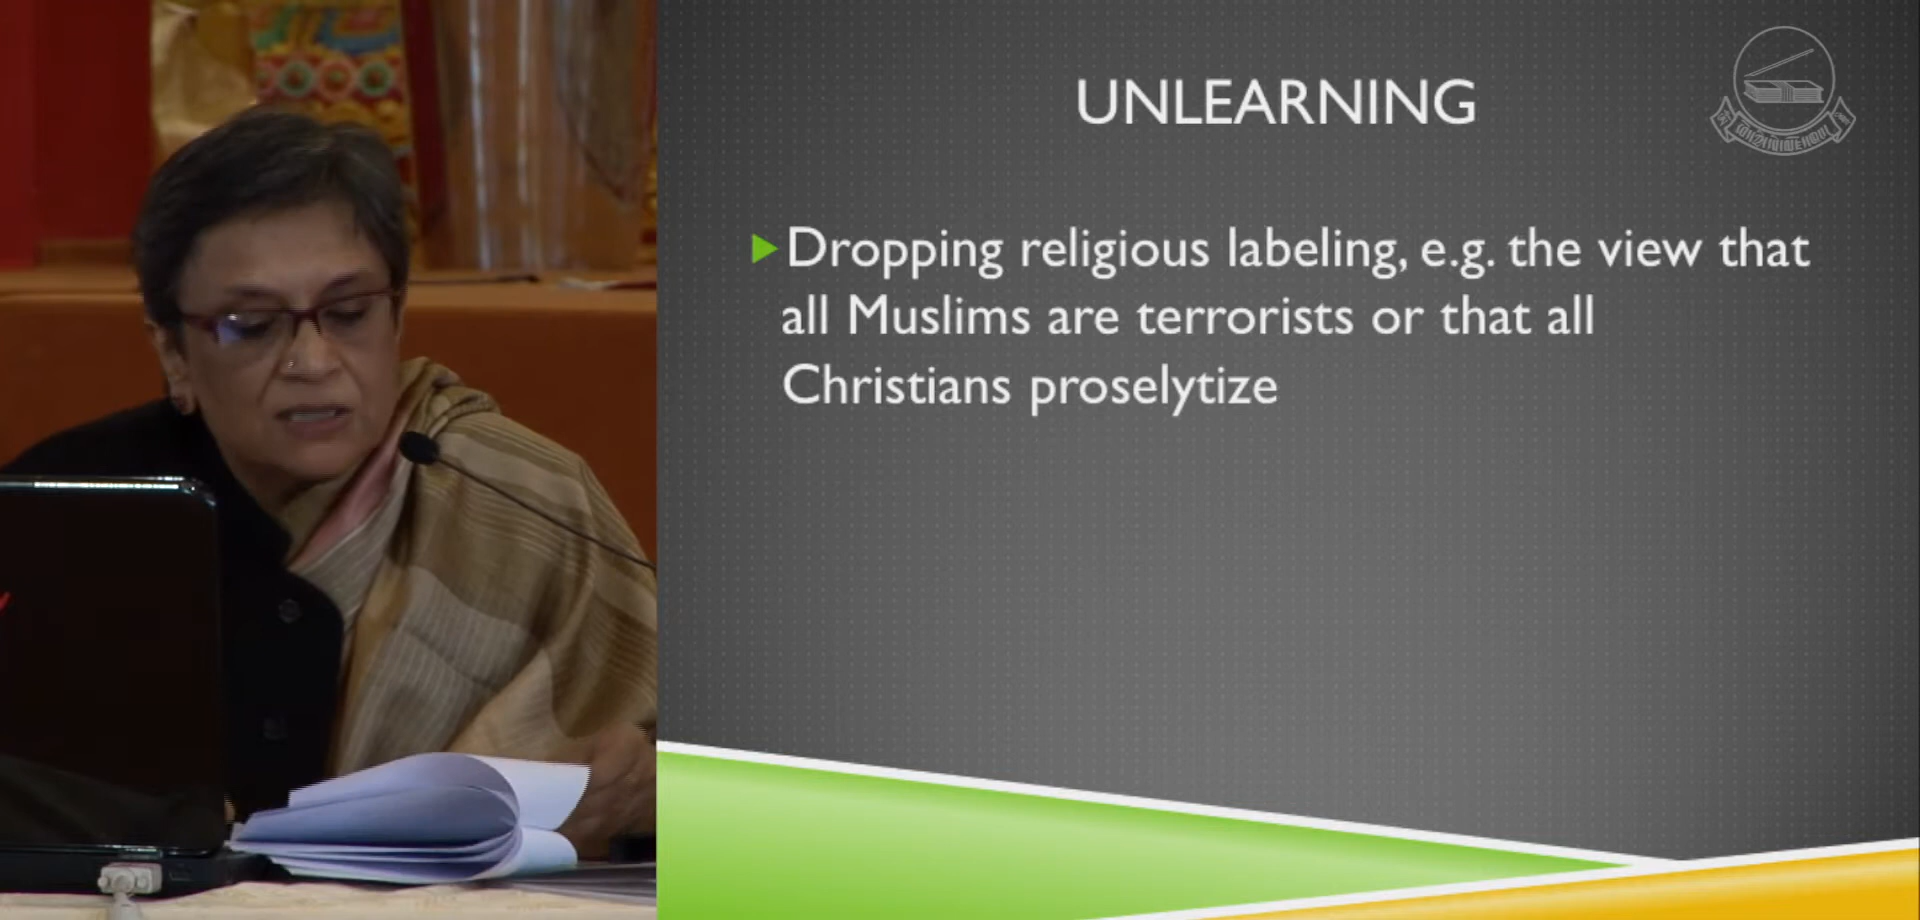 UNLEARNING
Dropping religious labeling, e.g. the view that
all Muslims are terrorists or that all
Christians proselytize